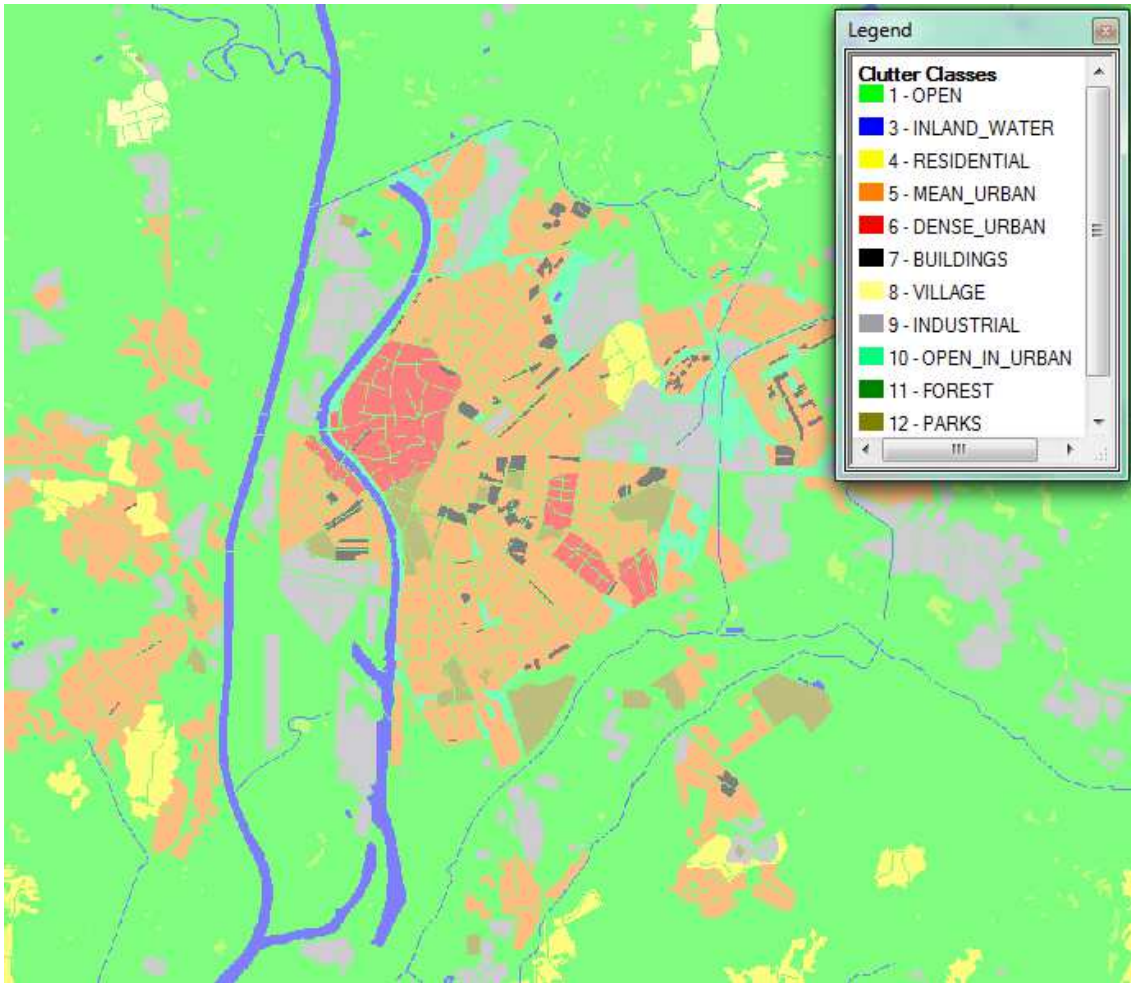 Legend
Clutter Classes
1 - OPEN
3 - INLAND_WATER
4 - RESIDENTIAL
5 - MEAN_URBAN
6 - DENSE_URBAN
7 - BUILDINGS
8 - VILLAGE
9 - INDUSTRIAL
10 - OPEN_IN_URBAN
11 - FOREST
12 - PARKS